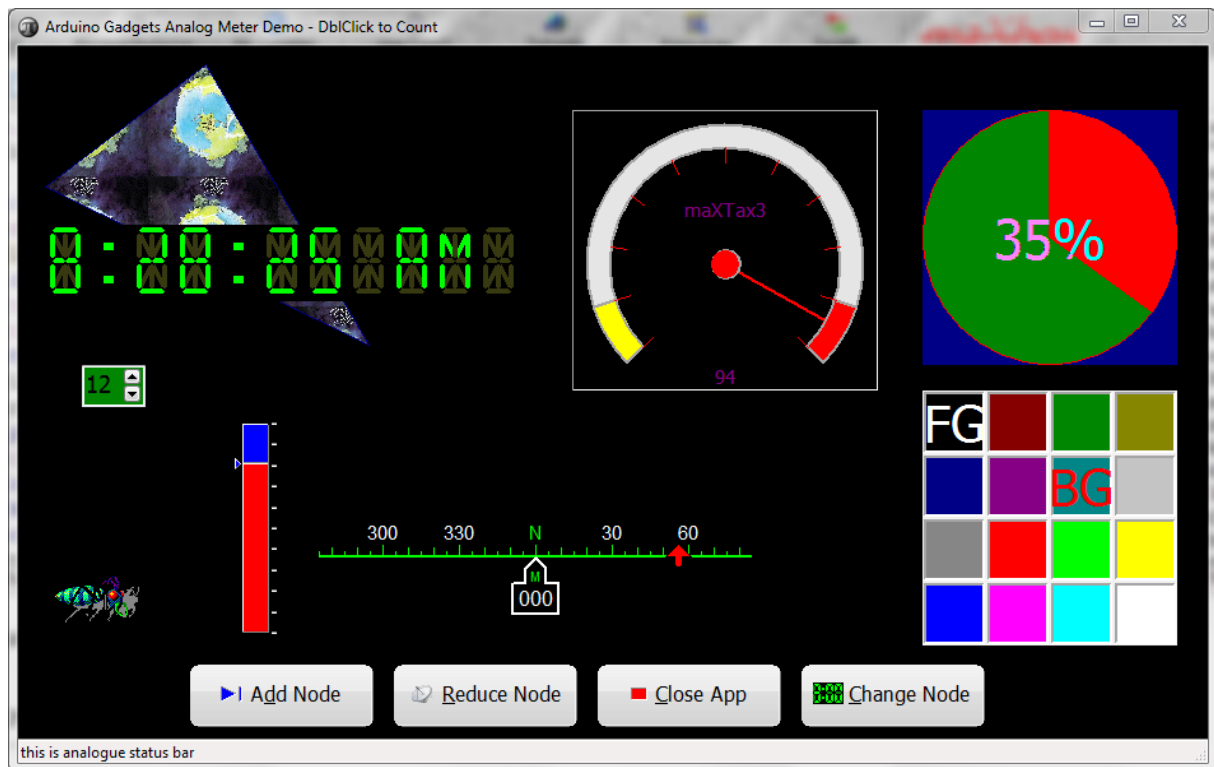 Arduino Gadgets Analog Meter Demo - DblClick to Count
AM
maXTax3
94
35%
12
FG
BG
300 330 N 30 60
M
000
Add Node
Reduce Node
Close App
Change Node
this is analogue status bar